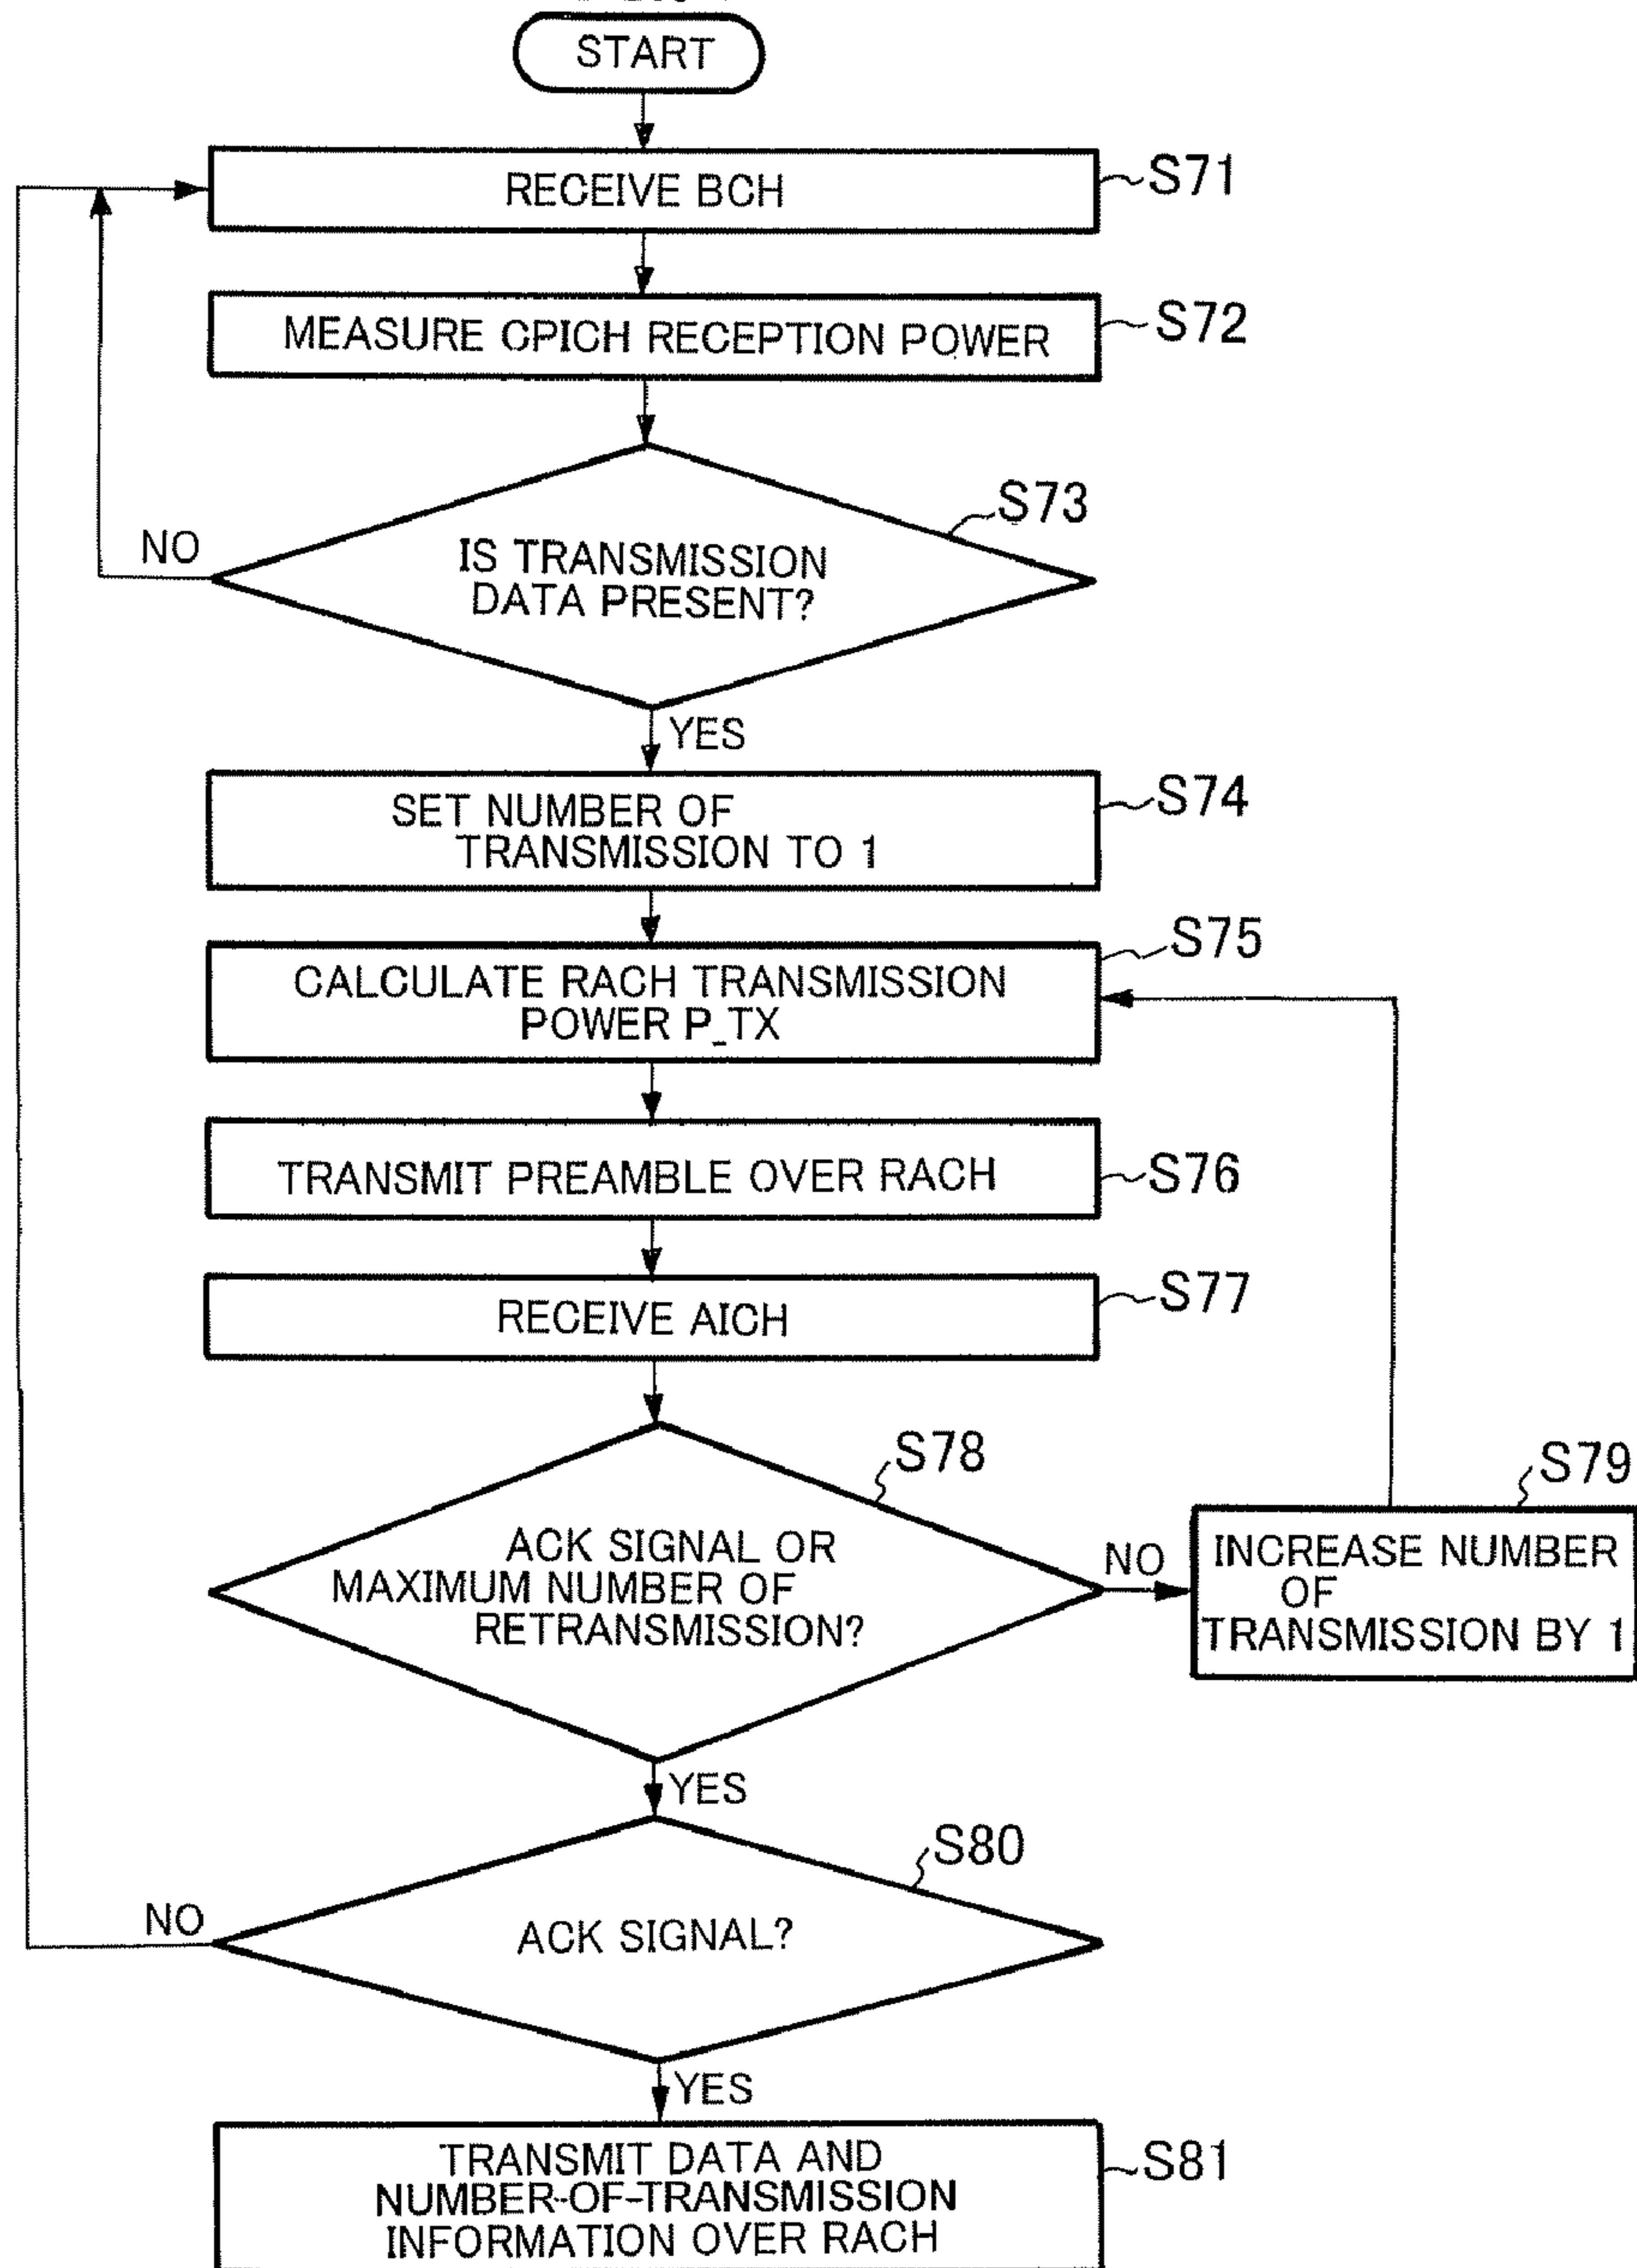 START
RECEIVE BCH
S71
MEASURE CPICH RECEPTION POWER
S72
S73
NO
IS TRANSMISSION
DATA PRESENT?
YES
SET NUMBER OF
TRANSMISSION TO 1
S74
S75
CALCULATE RACH TRANSMISSION
POWER P_TX
TRANSMIT PREAMBLE OVER RACH
S76
RECEIVE AICH
S77
S78
ACK SIGNAL OR
MAXIMUM NUMBER OF
RETRANSMISSION?
NO
S79
INCREASE NUMBER
OF
TRANSMISSION BY 1
YES
S80
NO
ACK SIGNAL?
YES
TRANSMIT DATA AND
NUMBER-OF-TRANSMISSION
INFORMATION OVER RACH
S81